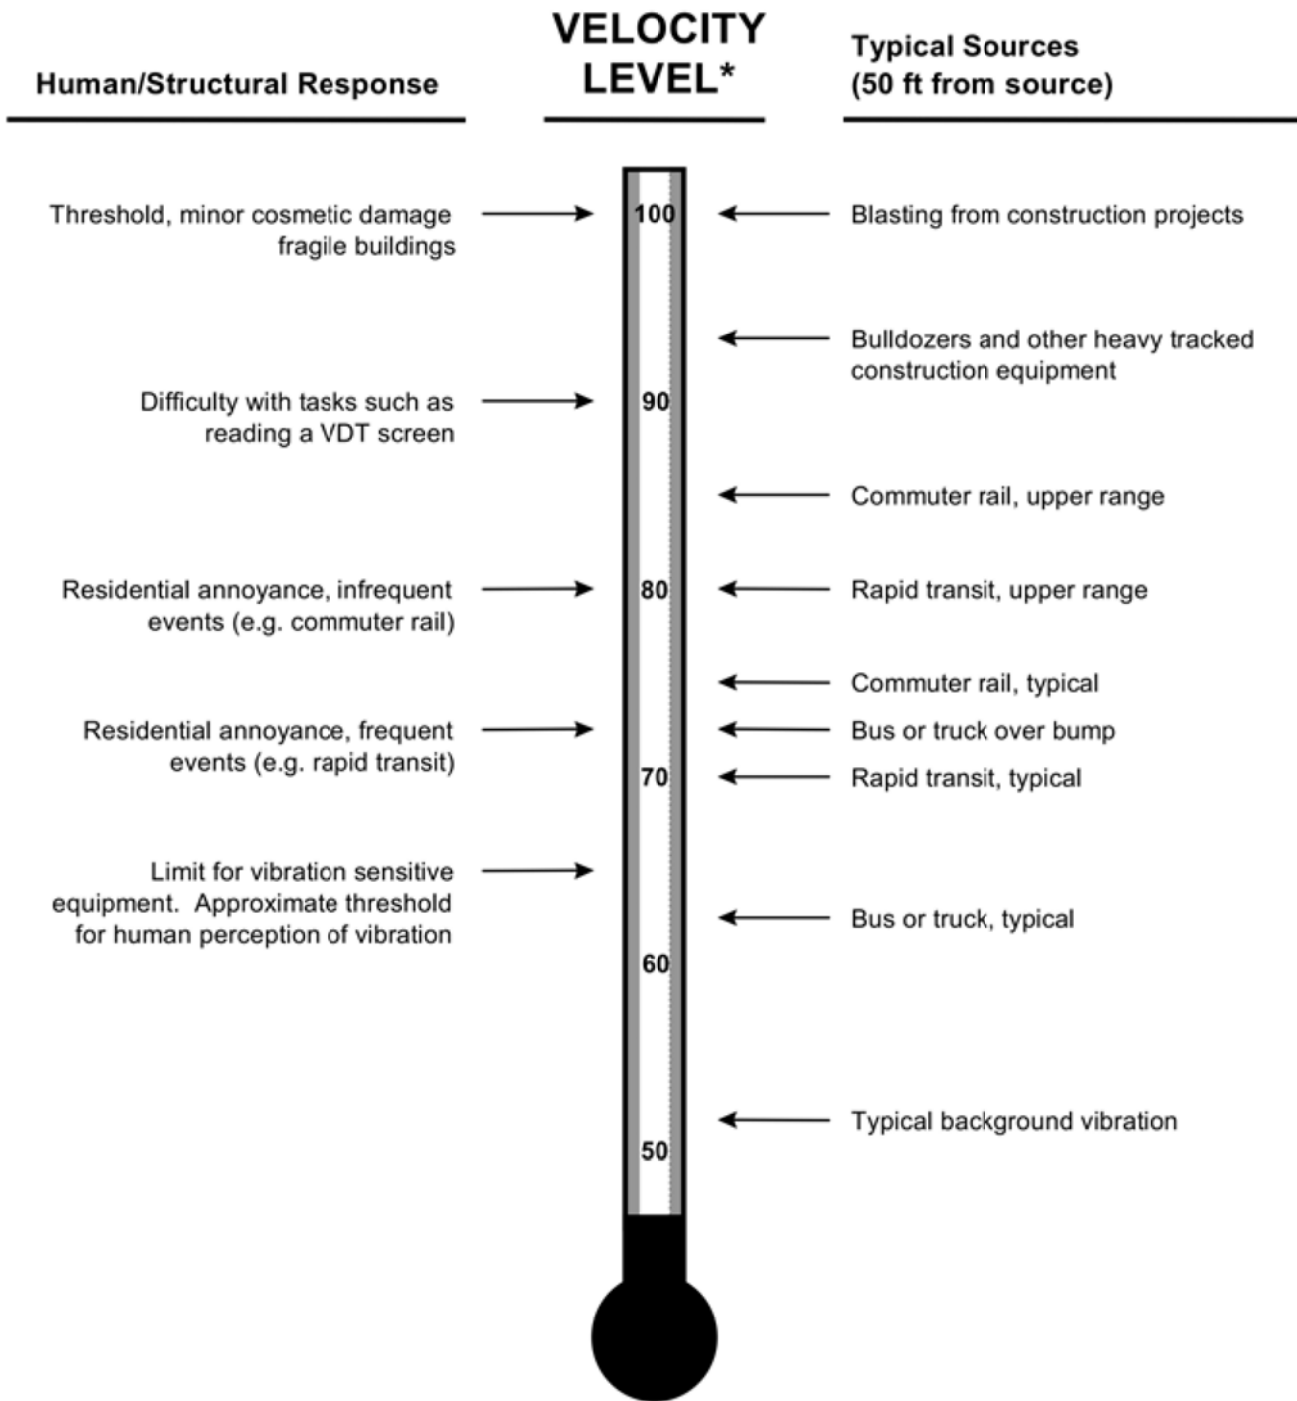 Human/Structural Response
VELOCITY
LEVEL*
Typical Sources
(50 ft from source)
Threshold, minor cosmetic damage
fragile buildings
100
Blasting from construction projects
Bulldozers and other heavy tracked
construction equipment
Difficulty with tasks such as
reading a VDT screen
90
Commuter rail, upper range
Residential annoyance, infrequent
events (e.g. commuter rail)
80
Rapid transit, upper range
Commuter rail, typical
Residential annoyance, frequent
events (e.g. rapid transit)
Bus or truck over bump
70
Rapid transit, typical
Limit for vibration sensitive
equipment. Approximate threshold
for human perception of vibration
Bus or truck, typical
60
Typical background vibration
50